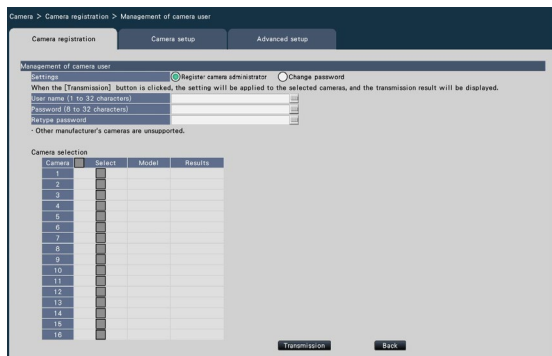 Camera > Camera registration > Management of camera user
Camera registration
Camera setup
Advanced setup
Management of camera user
Settings
Register camera administrator
Change password
When the [Transmission] button is clicked, the setting will be applied to the selected cameras, and the transmission result will be displayed.
User name (1 to 32 characters)
Password (8 to 32 characters)
Retype password
· Other manufacturer's cameras are unsupported.
Camera selection
Camera Select Model Results
1
2
3
4
5
6
7
8
9
10
11
12
13
14
15
16
Transmission
Back